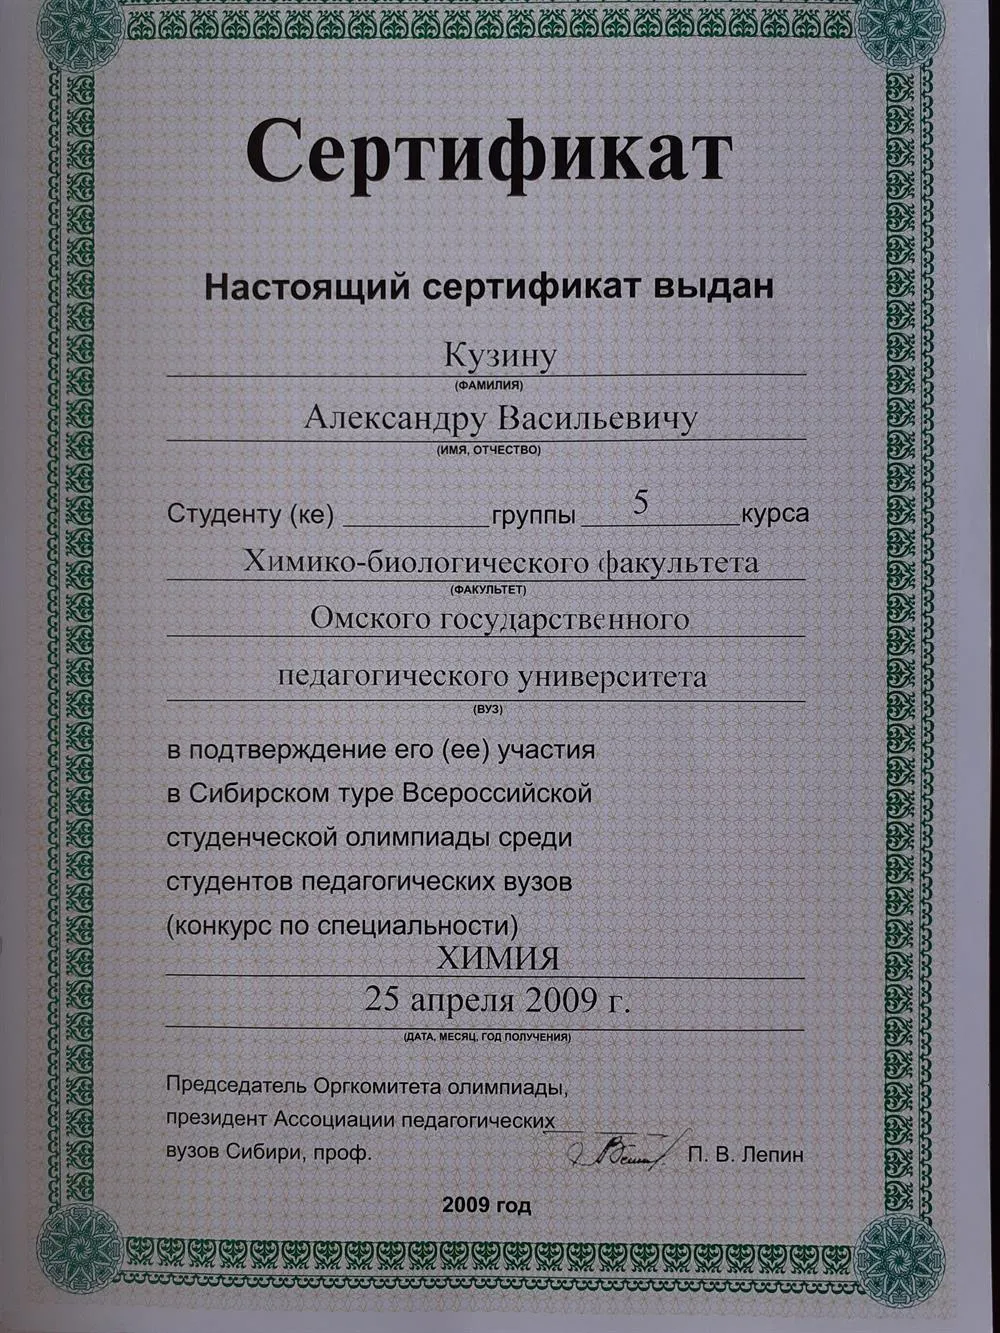 Сертификат
Настоящий сертификат выдан
Кузину
(ФАМИЛИЯ)
Александру Васильевичу
(ИМЯ, ОТЧЕСТВО)
Студенту (ке) __________ группы 5 курса
Химико-биологического факультета
(ФАКУЛЬТЕТ)
Омского государственного
педагогического университета
(ВУЗ)
в подтверждение его (ее) участия
в Сибирском туре Всероссийской
студенческой олимпиады среди
студентов педагогических вузов
(конкурс по специальности)
ХИМИЯ
25 апреля 2009 г.
(ДАТА, МЕСЯЦ, ГОД ПОЛУЧЕНИЯ)
Председатель Оргкомитета олимпиады,
президент Ассоциации педагогических
вузов Сибири, проф. П. В. Лепин
2009 год